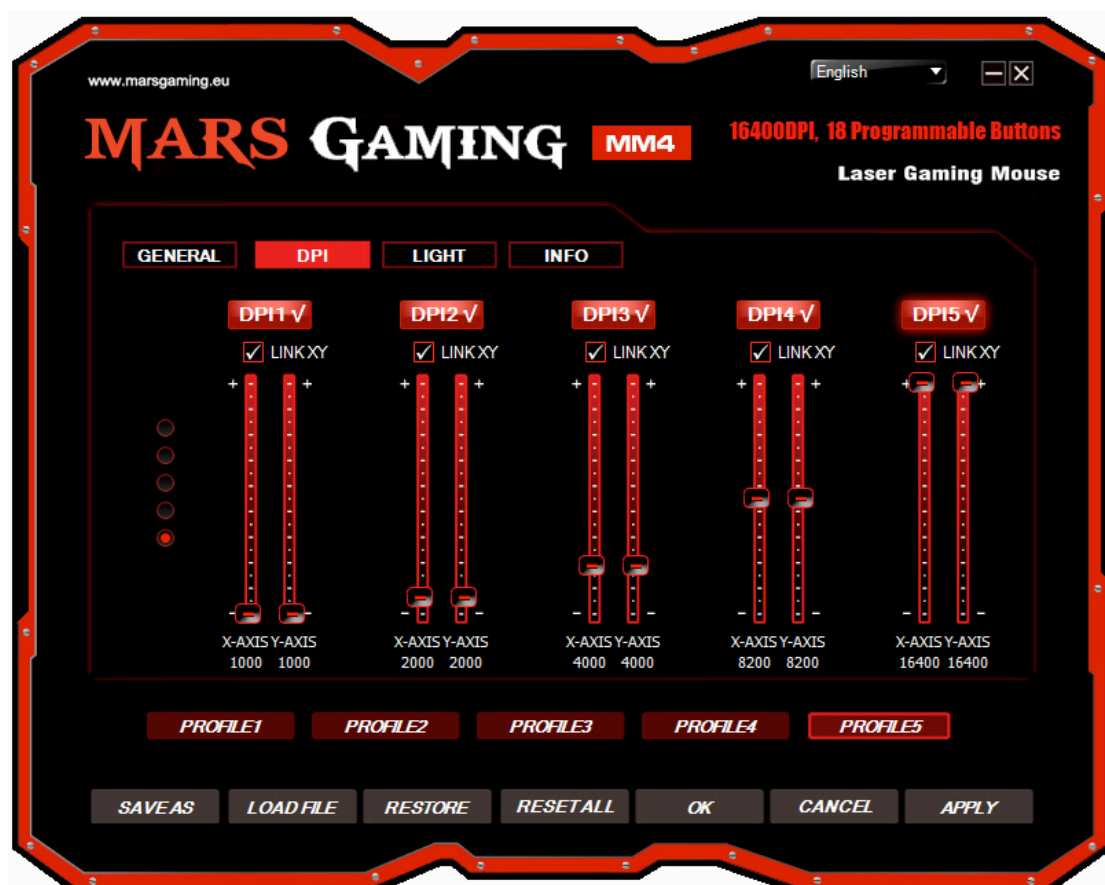 www.marsgaming.eu
English
MARS GAMING MM4
16400DPI, 18 Programmable Buttons
Laser Gaming Mouse
GENERAL DPI LIGHT INFO
DPI1 √ DPI2 √ DPI3 √ DPI4 √ DPI5 √
LINK XY LINK XY LINK XY LINK XY LINK XY
+ + + + + + + + + +
- - - - - - - - - -
X-AXIS Y-AXIS X-AXIS Y-AXIS X-AXIS Y-AXIS X-AXIS Y-AXIS X-AXIS Y-AXIS
1000 1000 2000 2000 4000 4000 8200 8200 16400 16400
PROFILE1 PROFILE2 PROFILE3 PROFILE4 PROFILE5
SAVE AS LOAD FILE RESTORE RESET ALL OK CANCEL APPLY